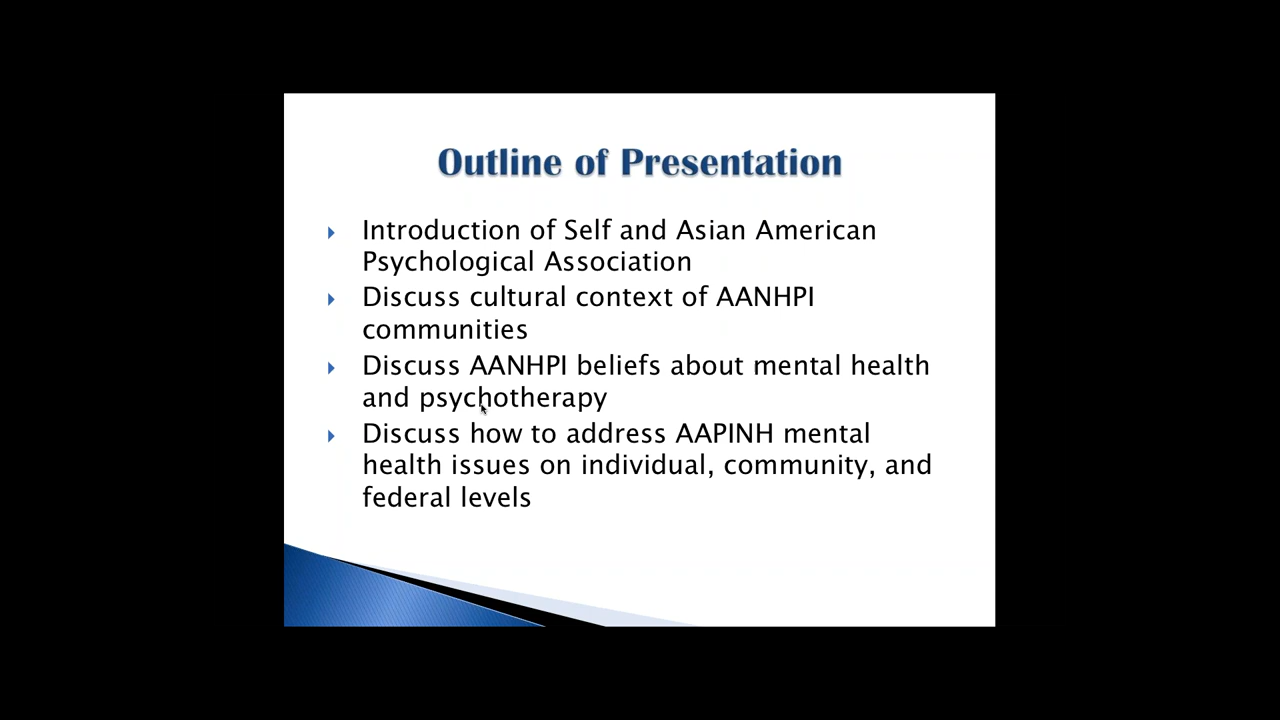 Outline of Presentation
Introduction of Self and Asian American
Psychological Association
Discuss cultural context of AANHPI
communities
Discuss AANHPI beliefs about mental health
and psychotherapy
Discuss how to address AAPINH mental
health issues on individual, community, and
federal levels